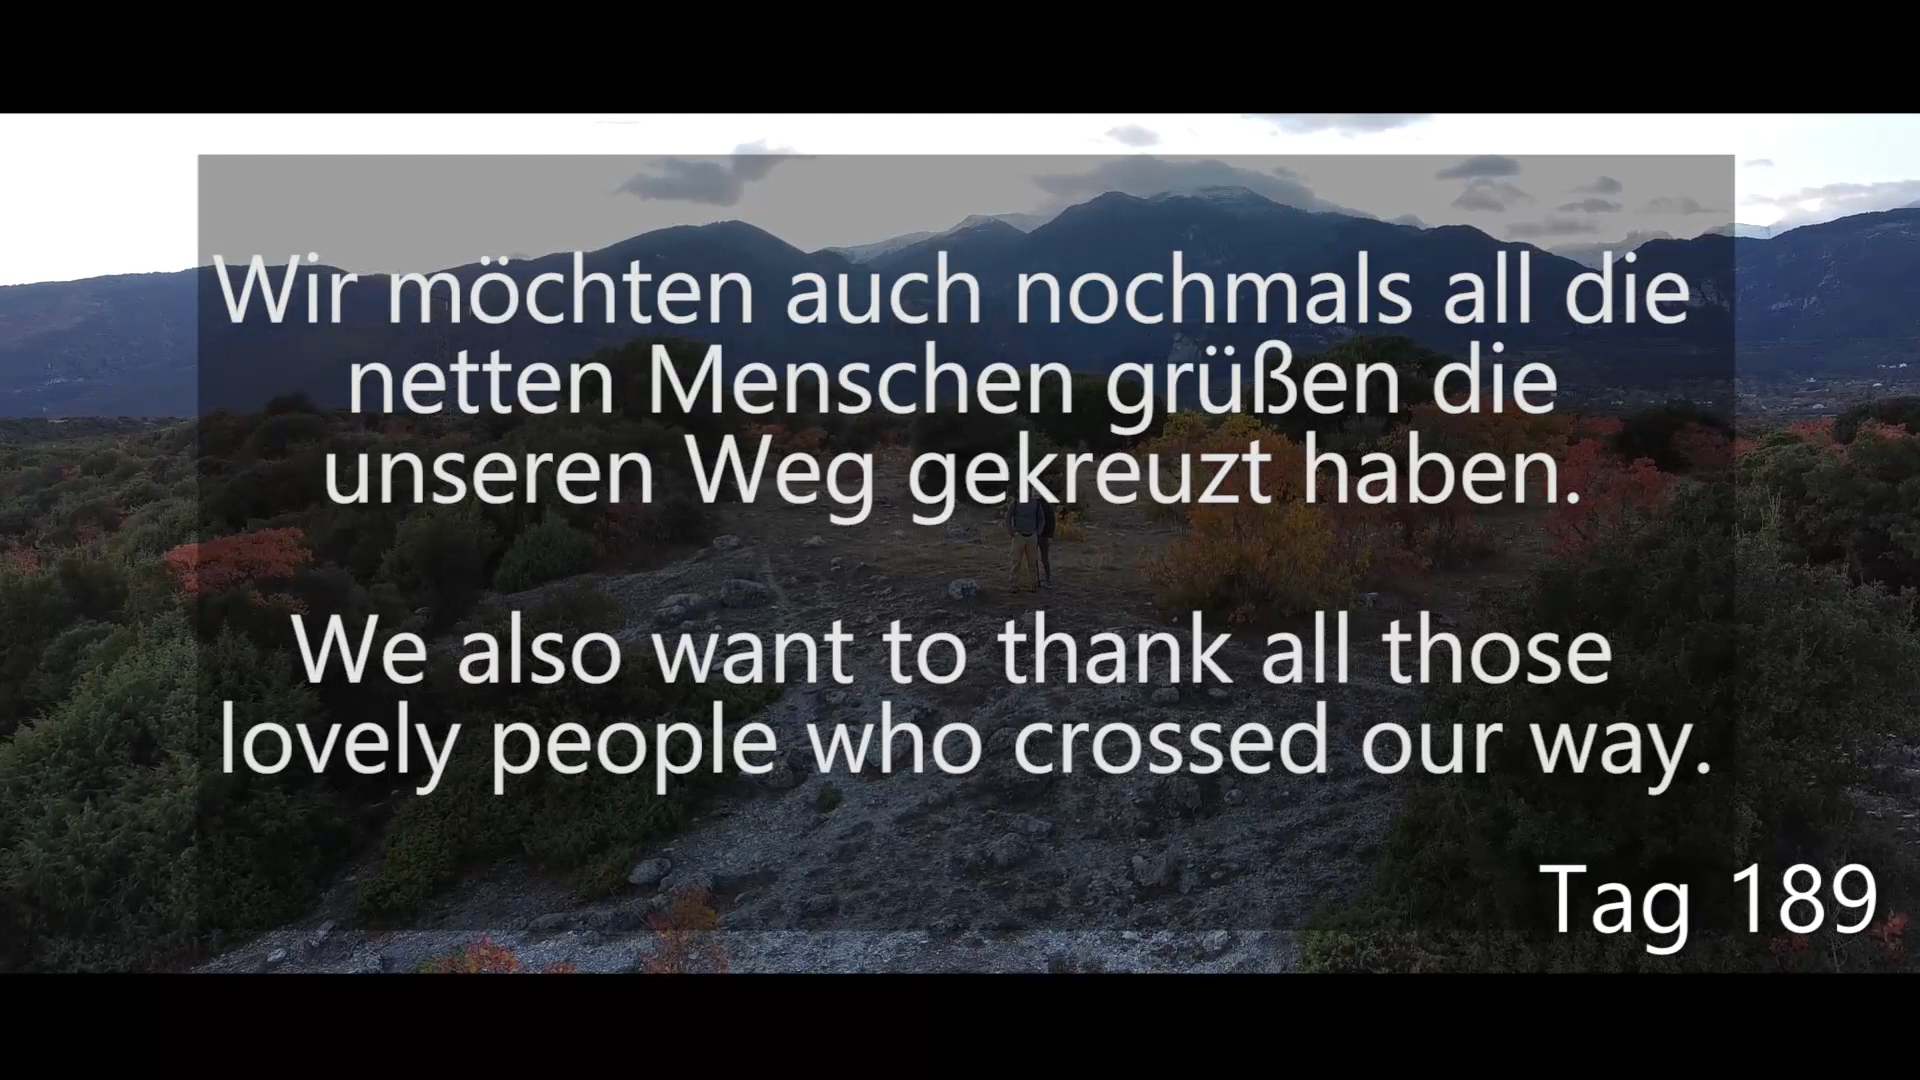 Wir möchten auch nochmals all die
netten Menschen grüßen die
unseren Weg gekreuzt haben.
We also want to thank all those
lovely people who crossed our way.
Tag 189